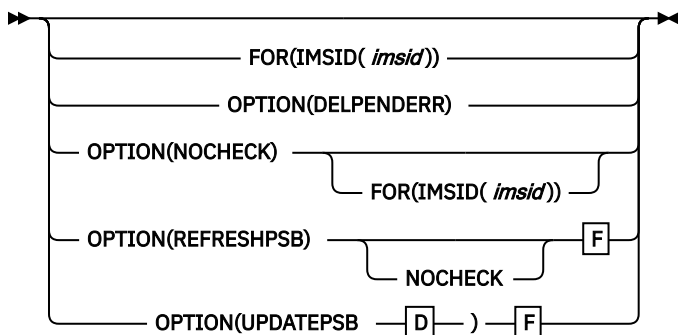 FOR(IMSID( imsid))
OPTION(DELPENDERR)
OPTION(NOCHECK)
FOR(IMSID( imsid))
OPTION(REFRESHPSB) F
NOCHECK
OPTION(UPDATEPSB D ) F